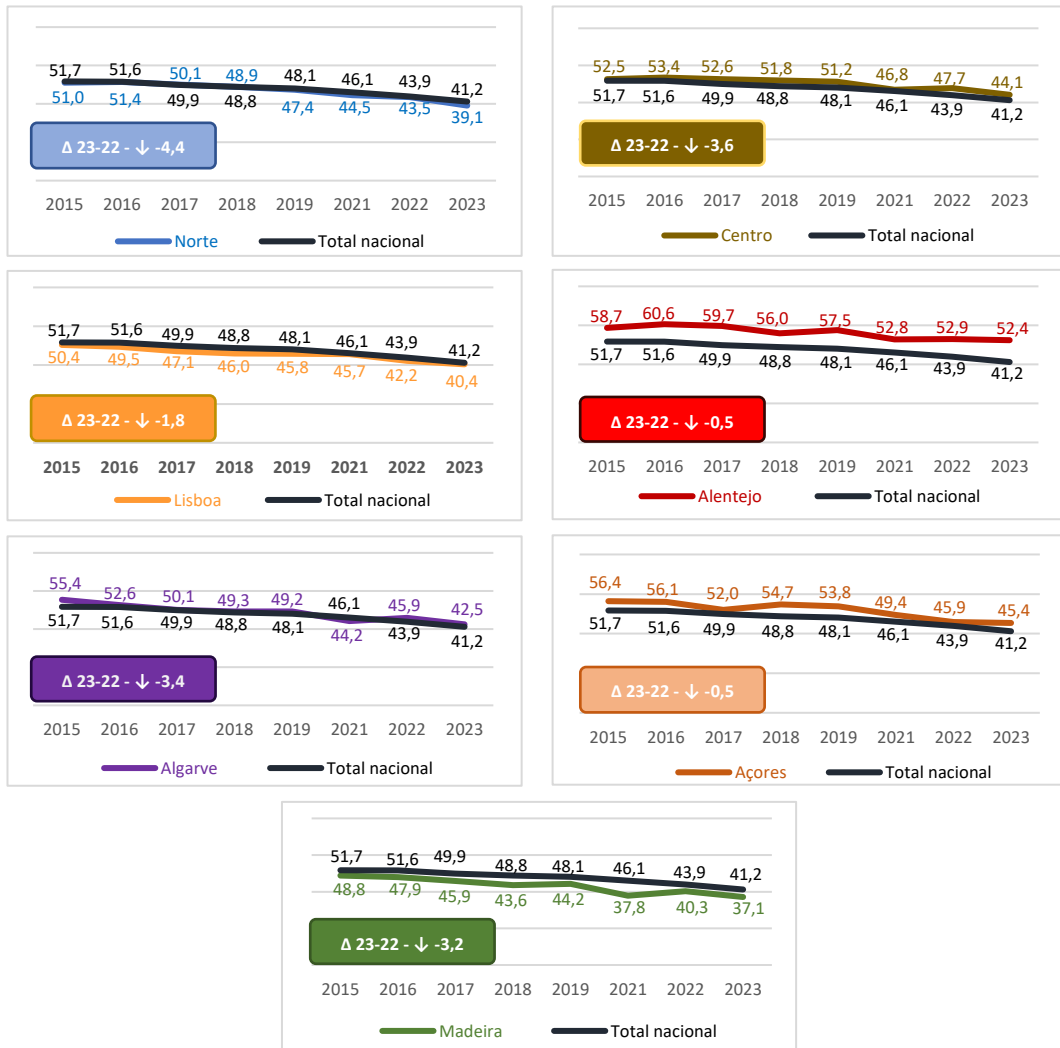 51,7 51,6 50,1 48,9 48,1 46,1 43,9 41,2
51,0 51,4 49,9 48,8 47,4 44,5 43,5 39,1
Δ 23-22 - ↓ -4,4
2015 2016 2017 2018 2019 2021 2022 2023
Norte Total nacional
52,5 53,4 52,6 51,8 51,2 46,8 47,7 44,1
51,7 51,6 49,9 48,8 48,1 46,1 43,9 41,2
Δ 23-22 - ↓ -3,6
2015 2016 2017 2018 2019 2021 2022 2023
Centro Total nacional
51,7 51,6 49,9 48,8 48,1 46,1 43,9 41,2
50,4 49,5 47,1 46,0 45,8 45,7 42,2 40,4
Δ 23-22 - ↓ -1,8
2015 2016 2017 2018 2019 2021 2022 2023
Lisboa Total nacional
58,7 60,6 59,7 56,0 57,5 52,8 52,9 52,4
51,7 51,6 49,9 48,8 48,1 46,1 43,9 41,2
Δ 23-22 - ↓ -0,5
2015 2016 2017 2018 2019 2021 2022 2023
Alentejo Total nacional
55,4 52,6 50,1 49,3 49,2 46,1 45,9 42,5
51,7 51,6 49,9 48,8 48,1 44,2 43,9 41,2
Δ 23-22 - ↓ -3,4
2015 2016 2017 2018 2019 2021 2022 2023
Algarve Total nacional
56,4 56,1 52,0 54,7 53,8 49,4 45,9 45,4
51,7 51,6 49,9 48,8 48,1 46,1 43,9 41,2
Δ 23-22 - ↓ -0,5
2015 2016 2017 2018 2019 2021 2022 2023
Açores Total nacional
51,7 51,6 49,9 48,8 48,1 46,1 43,9 41,2
48,8 47,9 45,9 43,6 44,2 37,8 40,3 37,1
Δ 23-22 - ↓ -3,2
2015 2016 2017 2018 2019 2021 2022 2023
Madeira Total nacional